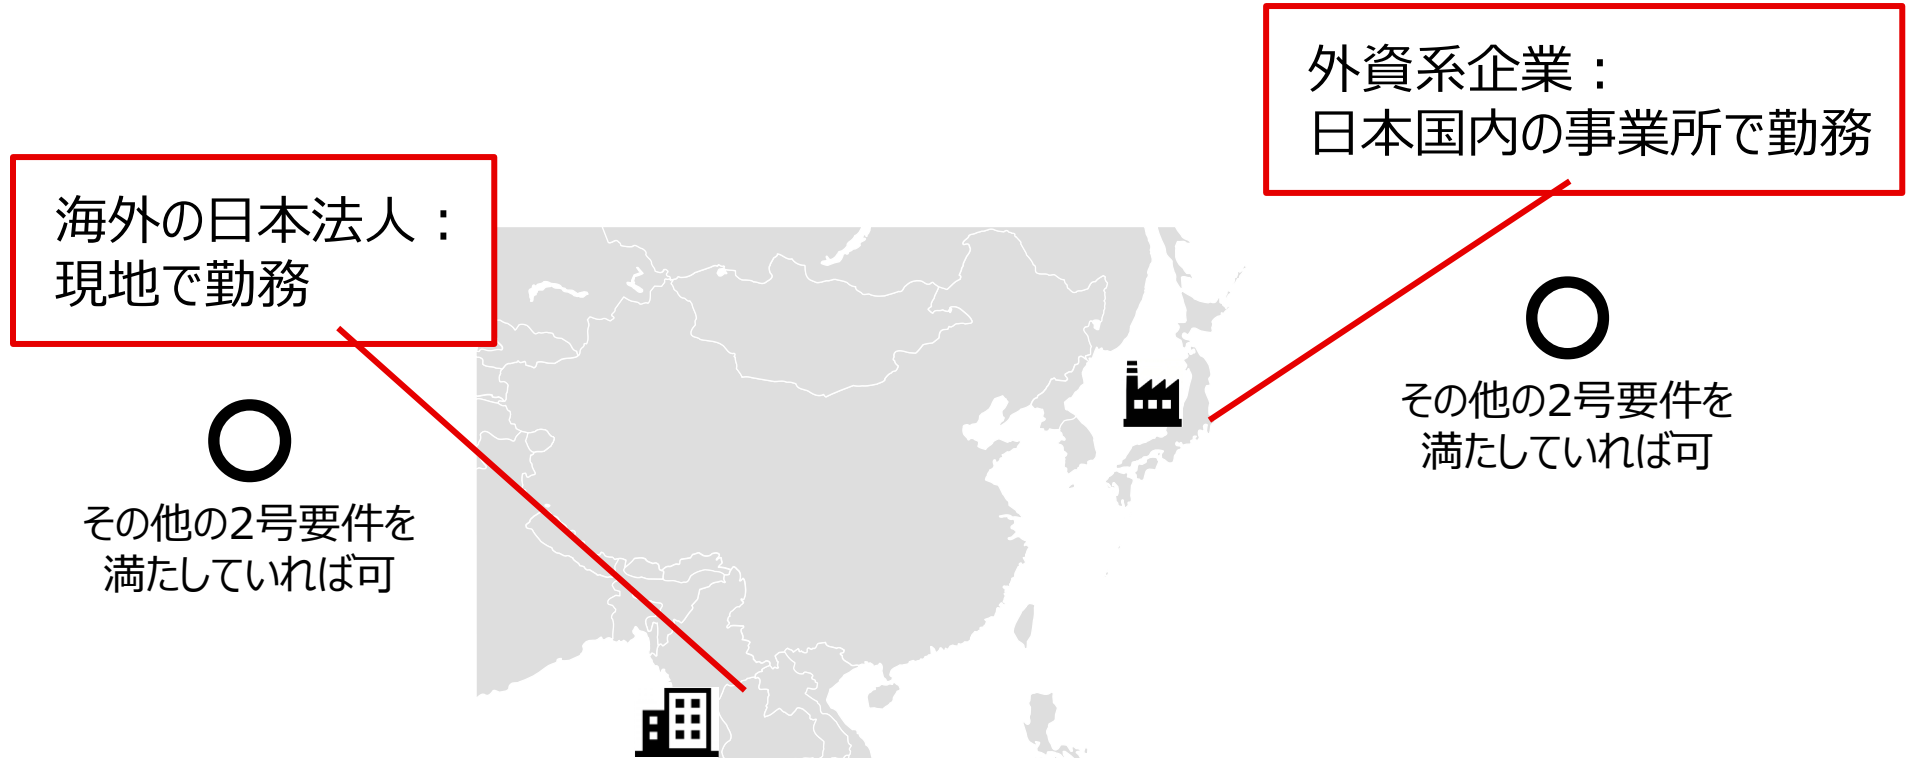 海外の日本法人：
現地で勤務
その他の2号要件を
満たしていれば可
外資系企業：
日本国内の事業所で勤務
その他の2号要件を
満たしていれば可